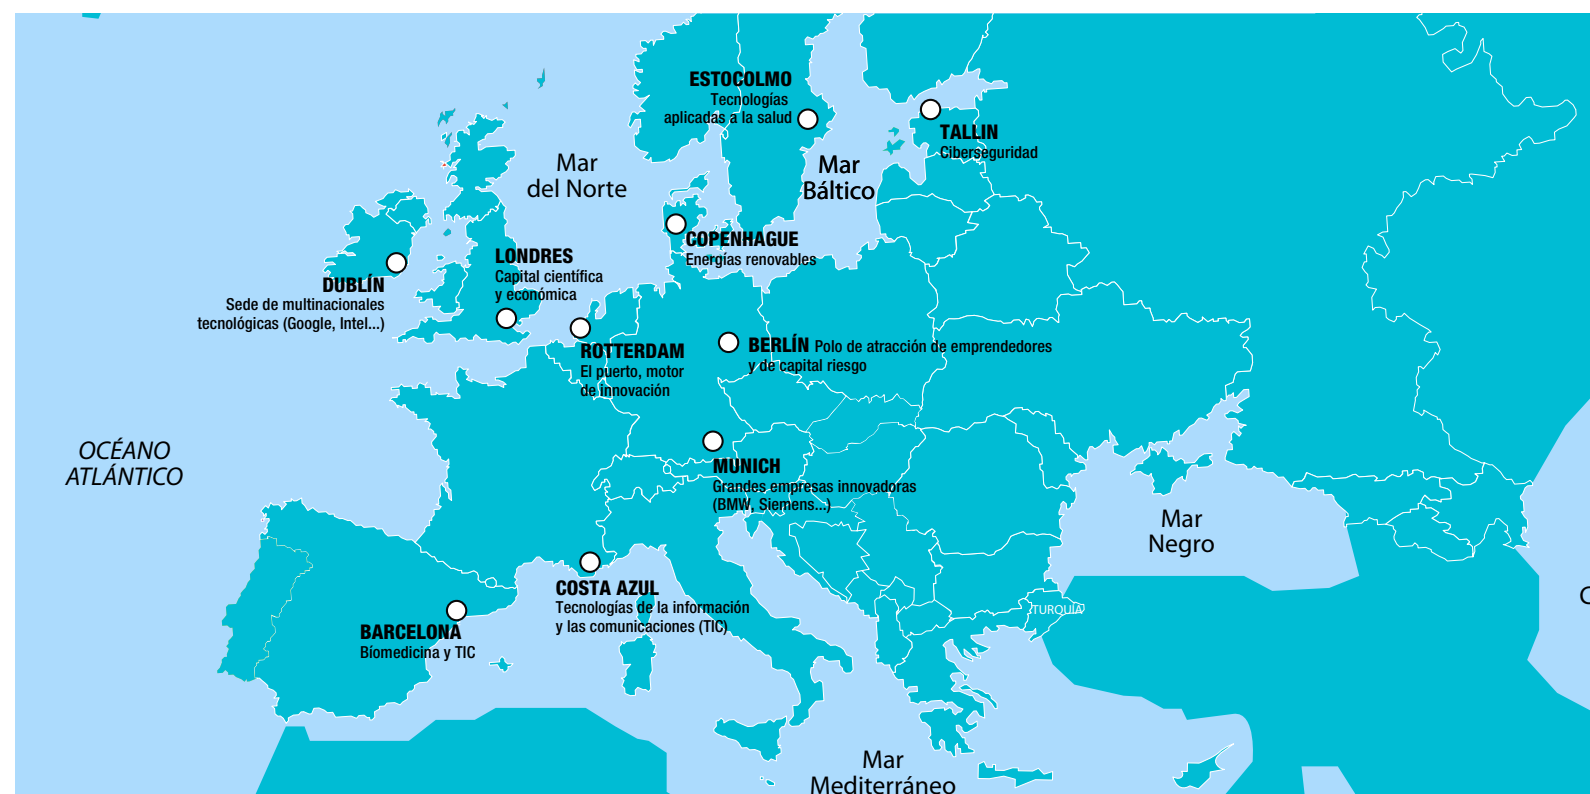 ESTOCOLMO
Tecnologías
aplicadas a la salud
TALLIN
Ciberseguridad
Mar
del Norte
Mar
Báltico
COPENHAGUE
Energías renovables
LONDRES
Capital científica
y económica
DUBLÍN
Sede de multinacionales
tecnológicas (Google, Intel...)
ROTTERDAM
El puerto, motor
de innovación
BERLÍN Polo de atracción de emprendedores
y de capital riesgo
OCÉANO
ATLÁNTICO
MUNICH
Grandes empresas innovadoras
(BMW, Siemens...)
Mar
Negro
COSTA AZUL
Tecnologías de la información
y las comunicaciones (TIC)
TURQUÍA
BARCELONA
Biomedicina y TIC
Mar
Mediterráneo